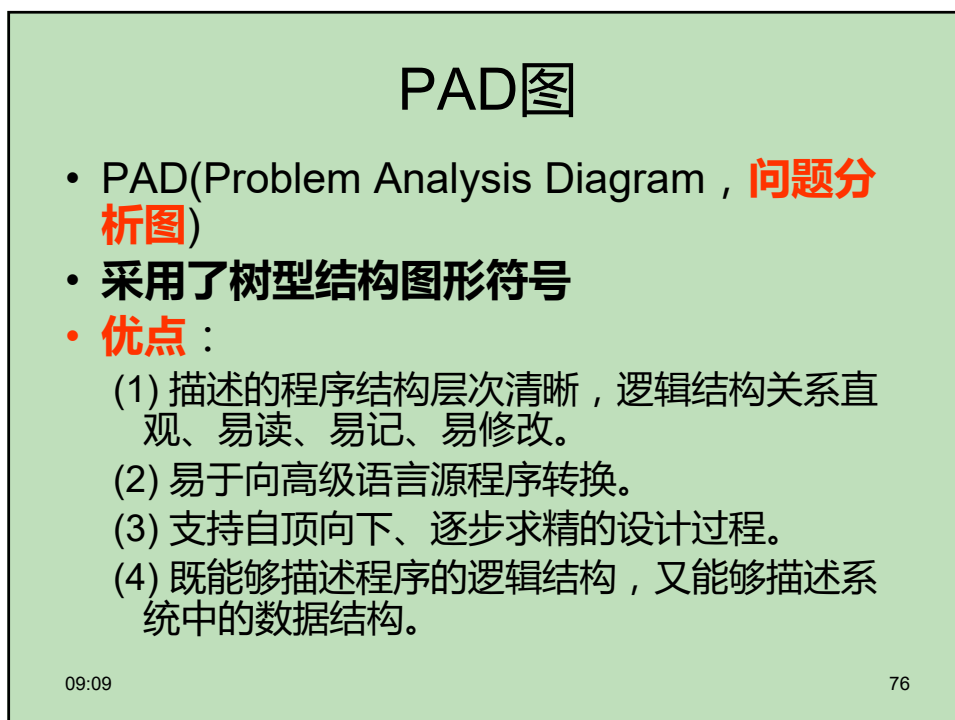 PAD图
• PAD(Problem Analysis Diagram，问题分
析图)
• 采用了树型结构图形符号
• 优点：
(1) 描述的程序结构层次清晰，逻辑结构关系直
观、易读、易记、易修改。
(2) 易于向高级语言源程序转换。
(3) 支持自顶向下、逐步求精的设计过程。
(4) 既能够描述程序的逻辑结构，又能够描述系
统中的数据结构。
09:09 76